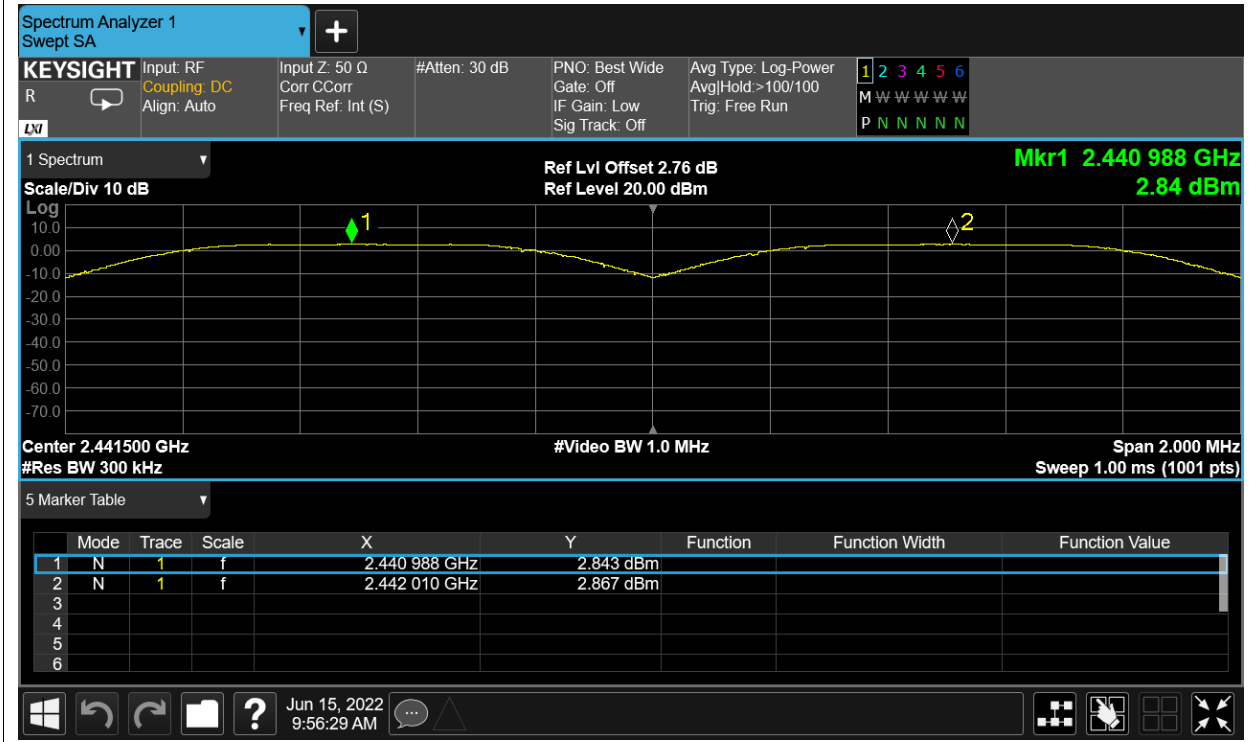 Spectrum Analyzer 1
Swept SA
+
KEYSIGHT
R
LXI
Input: RF
Coupling: DC
Align: Auto
Input Z: 50 Ω
Corr CCorr
Freq Ref: Int (S)
#Atten: 30 dB
PNO: Best Wide
Gate: Off
IF Gain: Low
Sig Track: Off
Avg Type: Log-Power
Avg|Hold:>100/100
Trig: Free Run
1 2 3 4 5 6
M W W W W W
P N N N N N
1 Spectrum
Scale/Div 10 dB
Ref Lvl Offset 2.76 dB
Ref Level 20.00 dBm
Mkr1 2.440 988 GHz
2.84 dBm
Log
10.0
0.00
-10.0
-20.0
-30.0
-40.0
-50.0
-60.0
-70.0
1
2
Center 2.441500 GHz
#Res BW 300 kHz
#Video BW 1.0 MHz
Span 2.000 MHz
Sweep 1.00 ms (1001 pts)
5 Marker Table
Mode Trace Scale X Y Function Function Width Function Value
1 N 1 f 2.440 988 GHz 2.843 dBm
2 N 1 f 2.442 010 GHz 2.867 dBm
3
4
5
6
?
Jun 15, 2022
9:56:29 AM